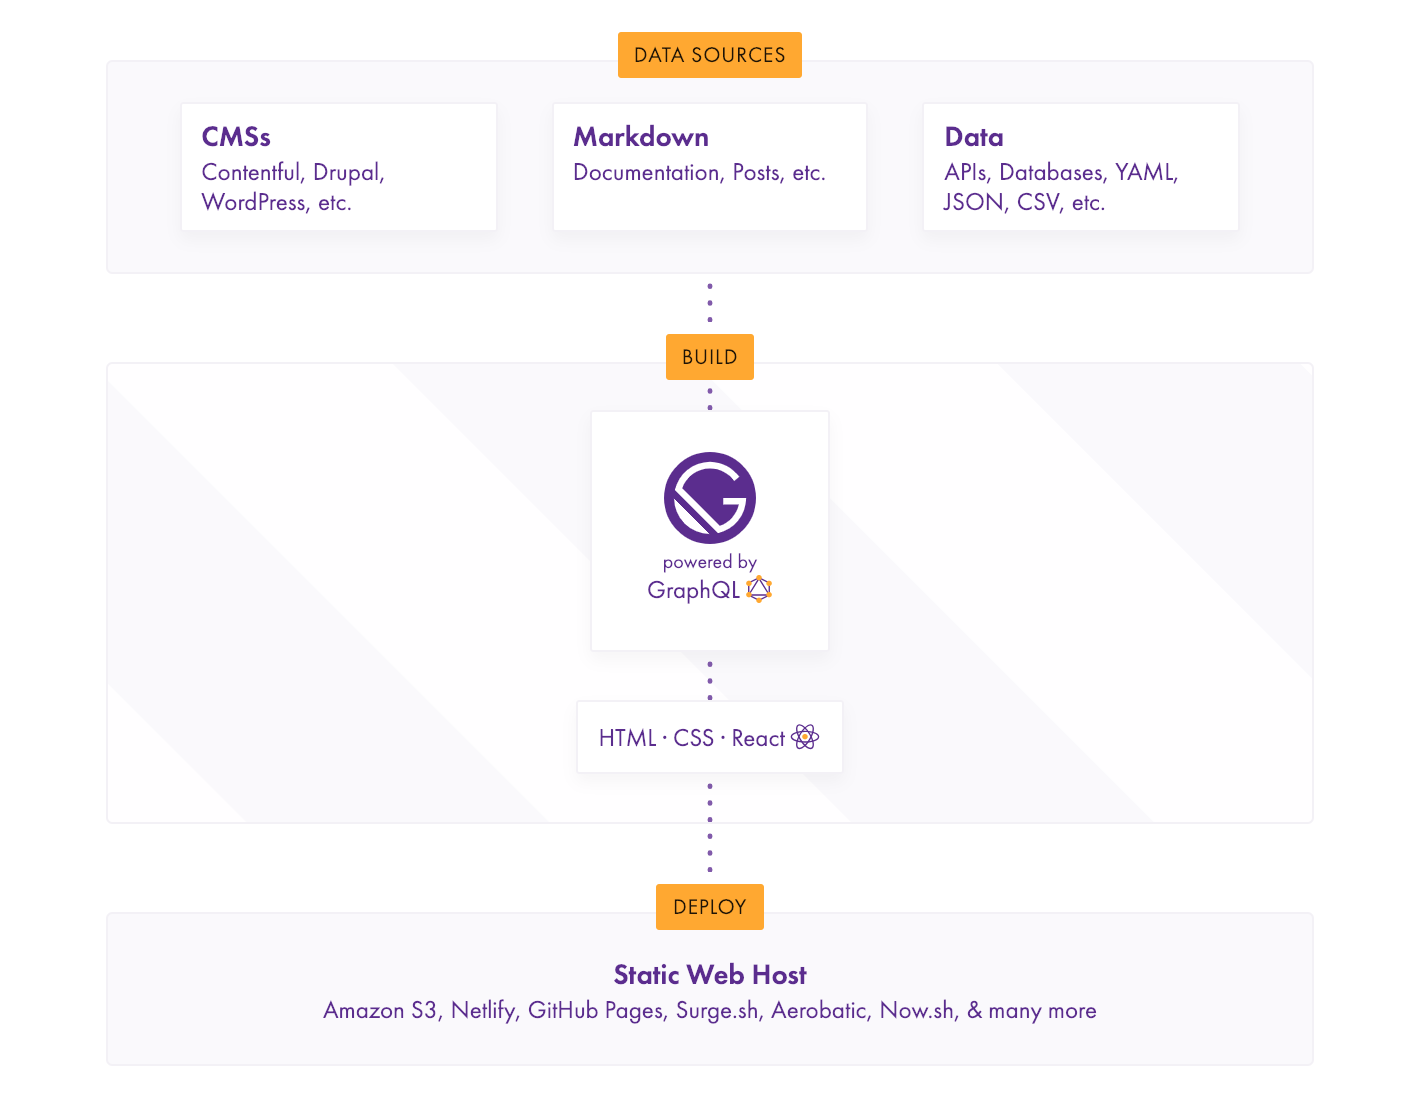 DATA SOURCES
CMSs
Contentful, Drupal,
WordPress, etc.
Markdown
Documentation, Posts, etc.
Data
APIs, Databases, YAML,
JSON, CSV, etc.
BUILD
powered by
GraphQL
HTML · CSS · React
DEPLOY
Static Web Host
Amazon S3, Netlify, GitHub Pages, Surge.sh, Aerobatic, Now.sh, & many more